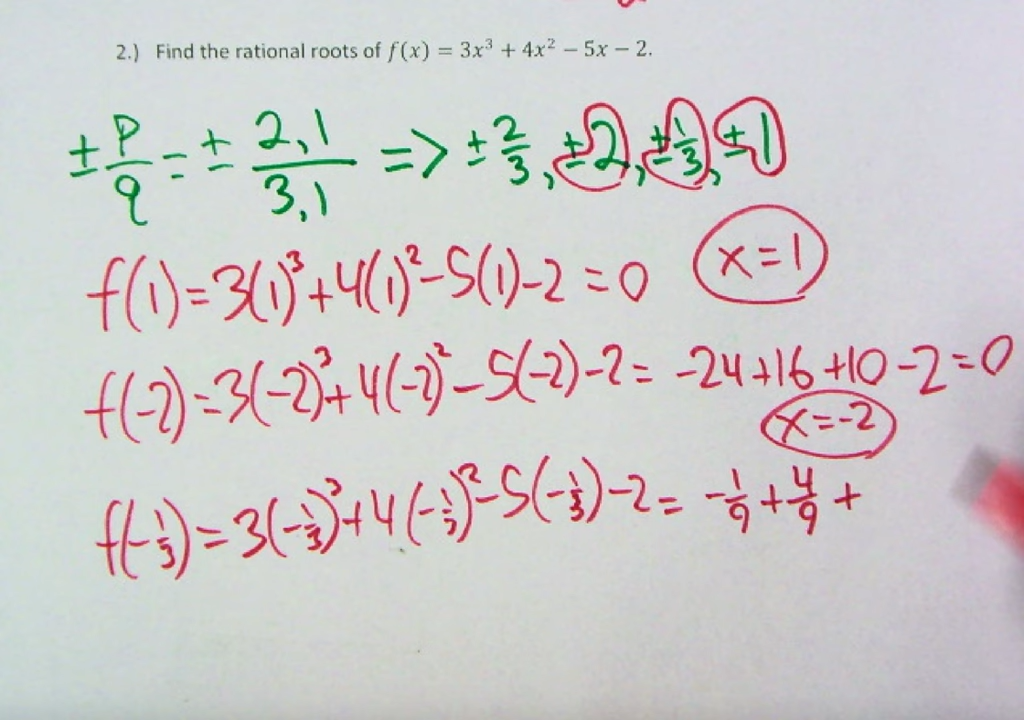 2.) Find the rational roots of f(x) = 3x³ + 4x² − 5x − 2.
± P/q = ± 2,1/3,1 => ± 2/3, ±2, ± 1/3, ±1
f(1) = 3(1)³ + 4(1)² - 5(1) - 2 = 0 x = 1
f(-2) = 3(-2)³ + 4(-2)² - 5(-2) - 2 = -24 + 16 + 10 - 2 = 0
x = -2
f(-1/3) = 3(-1/3)³ + 4(-1/3)² - 5(-1/3) - 2 = -1/9 + 4/9 +